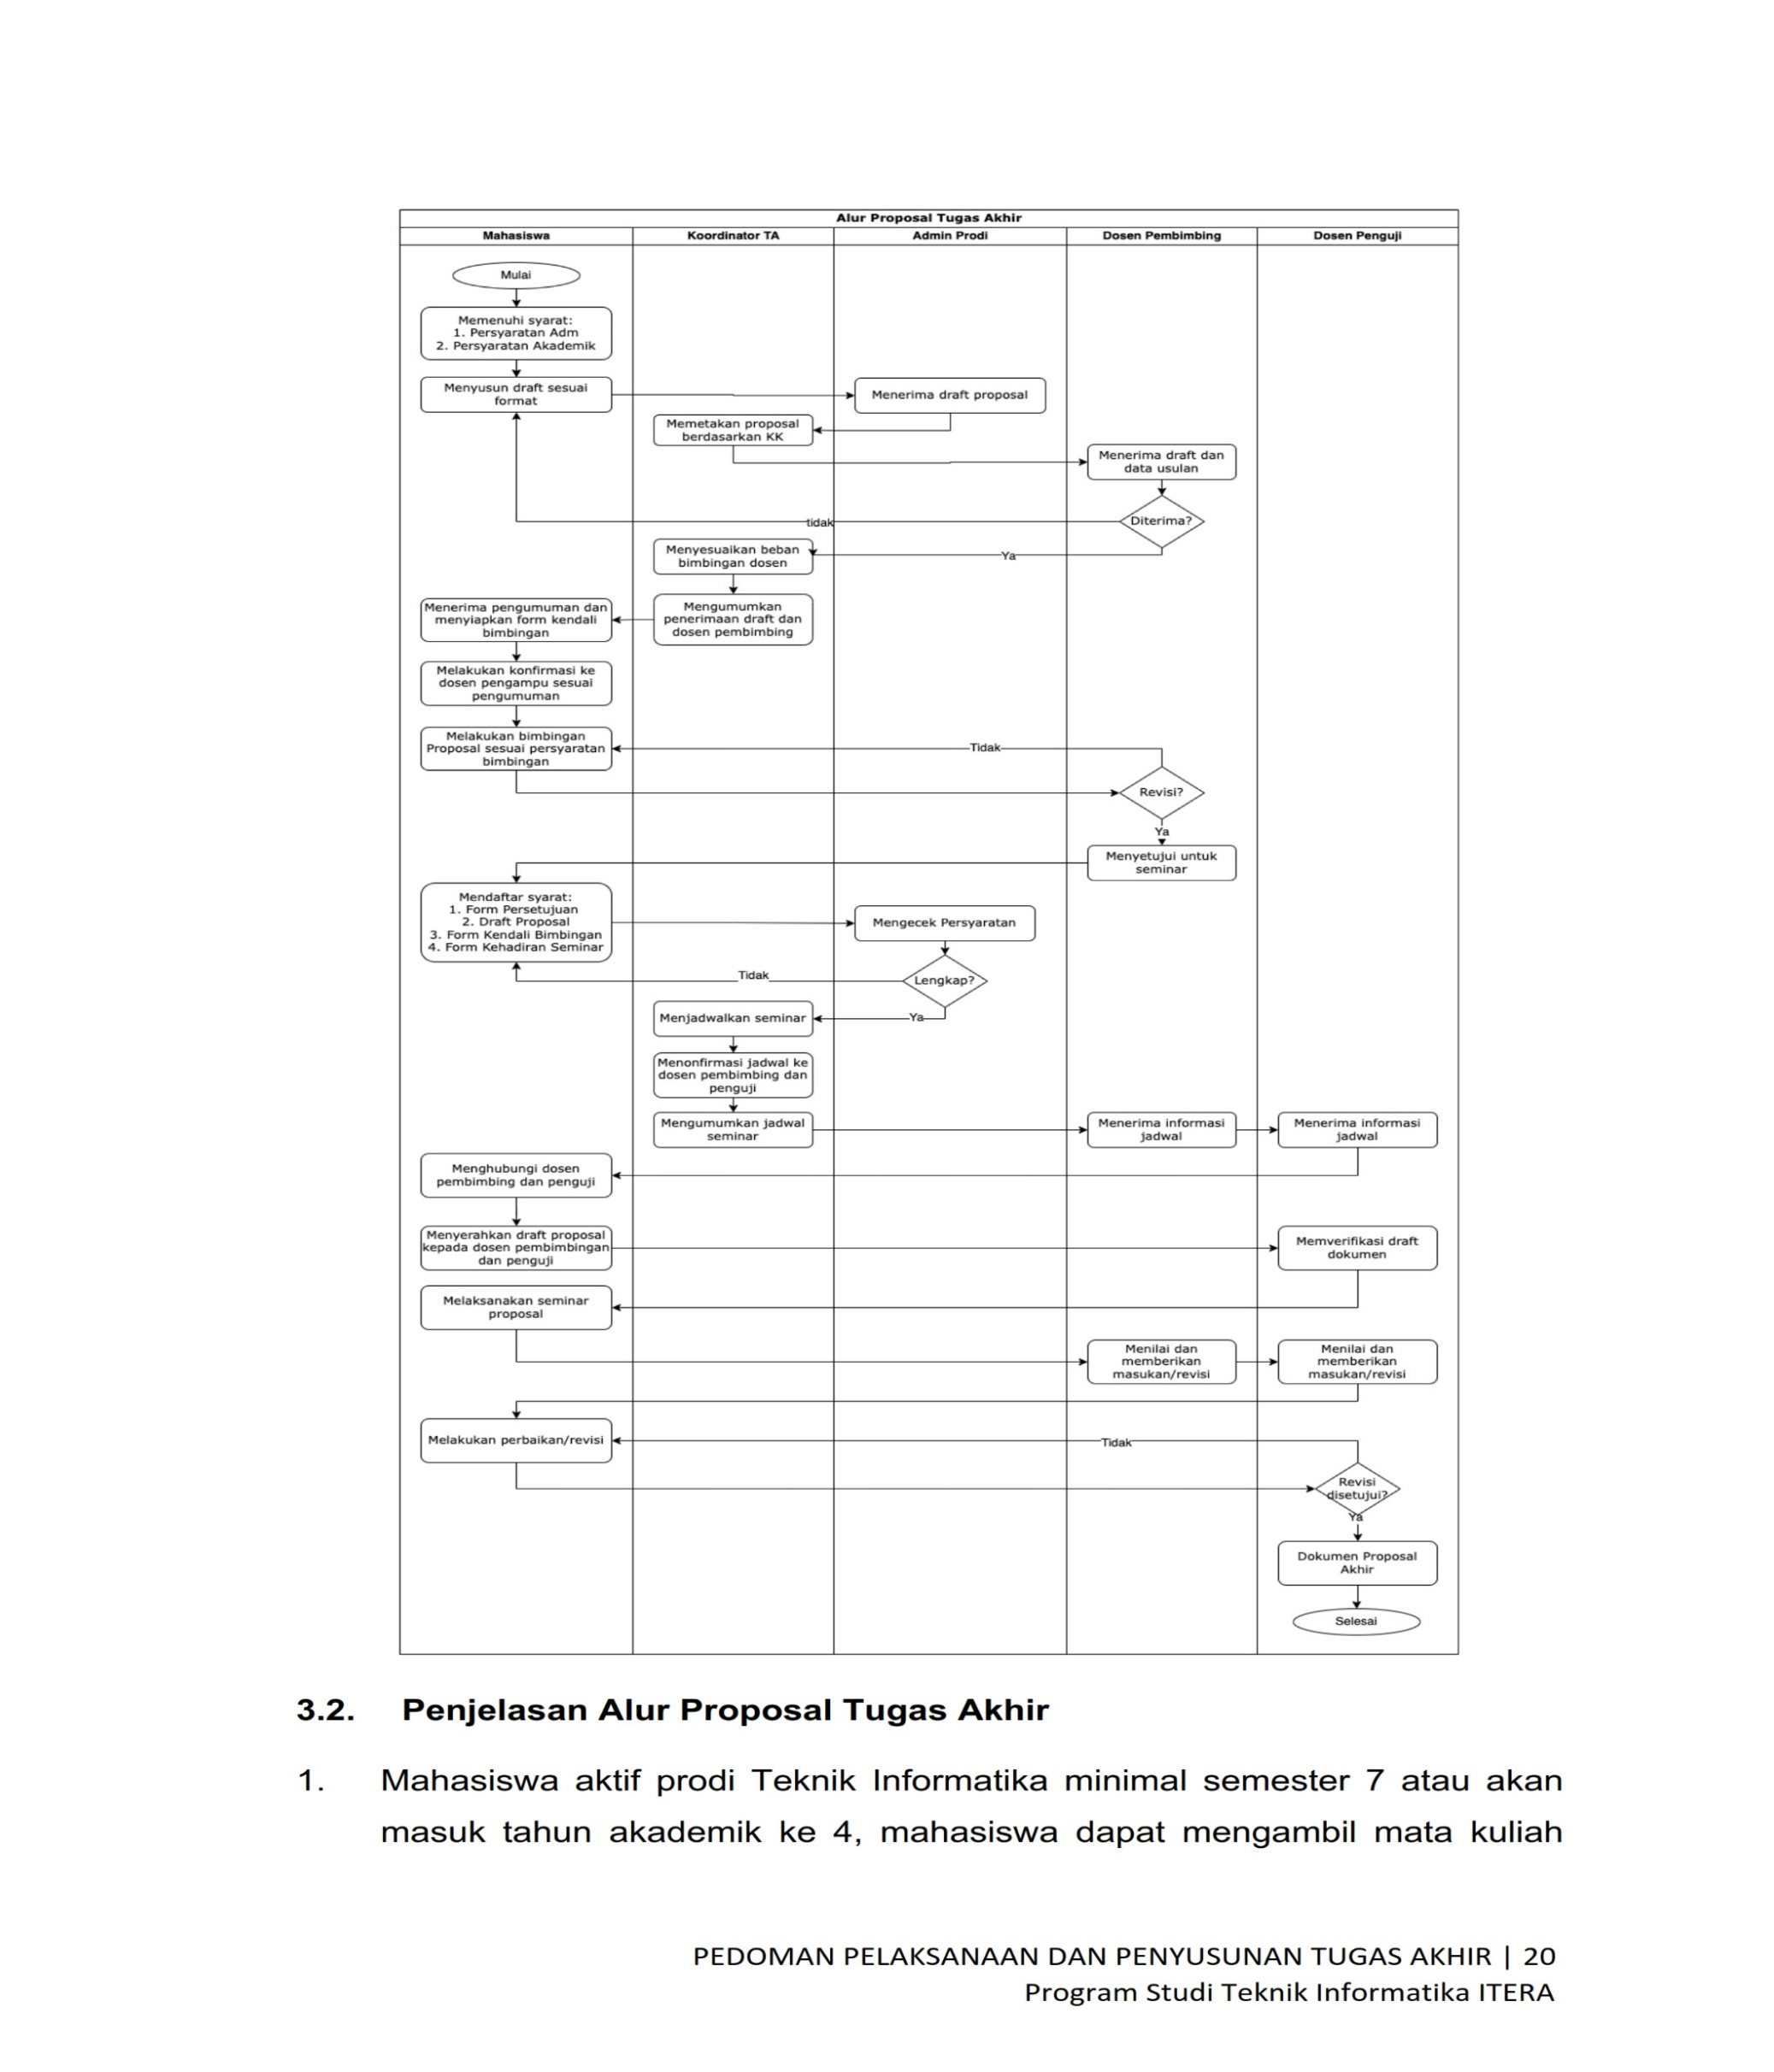 Alur Proposal Tugas Akhir
Mahasiswa
Koordinator TA
Admin Prodi
Dosen Pembimbing
Dosen Penguji
Mulai
Memenuhi syarat:
1. Persyaratan Adm
2. Persyaratan Akademik
Menyusun draft sesuai
format
Menerima draft proposal
Memetakan proposal
berdasarkan KK
Menerima draft dan
data usulan
Diterima?
tidak
Ya
Menyesuaikan beban
bimbingan dosen
Mengumumkan
penerimaan draft dan
dosen pembimbing
Menerima pengumuman dan
menyiapkan form kendali
bimbingan
Melakukan konfirmasi ke
dosen pengampu sesuai
pengumuman
Melakukan bimbingan
Proposal sesuai persyaratan
bimbingan
Tidak
Revisi?
Ya
Menyetujui untuk
seminar
Mendaftar syarat:
1. Form Persetujuan
2. Draft Proposal
3. Form Kendali Bimbingan
4. Form Kehadiran Seminar
Mengecek Persyaratan
Tidak
Lengkap?
Ya
Menjadwalkan seminar
Menonfirmasi jadwal ke
dosen pembimbing dan
penguji
Mengumumkan jadwal
seminar
Menerima informasi
jadwal
Menerima informasi
jadwal
Menghubungi dosen
pembimbing dan penguji
Menyerahkan draft proposal
kepada dosen pembimbingan
dan penguji
Memverifikasi draft
dokumen
Melaksanakan seminar
proposal
Menilai dan
memberikan
masukan/revisi
Menilai dan
memberikan
masukan/revisi
Melakukan perbaikan/revisi
Tidak
Revisi
disetujui?
Ya
Dokumen Proposal
Akhir
Selesai
3.2. Penjelasan Alur Proposal Tugas Akhir
1. Mahasiswa aktif prodi Teknik Informatika minimal semester 7 atau akan
masuk tahun akademik ke 4, mahasiswa dapat mengambil mata kuliah
PEDOMAN PELAKSANAAN DAN PENYUSUNAN TUGAS AKHIR | 20
Program Studi Teknik Informatika ITERA